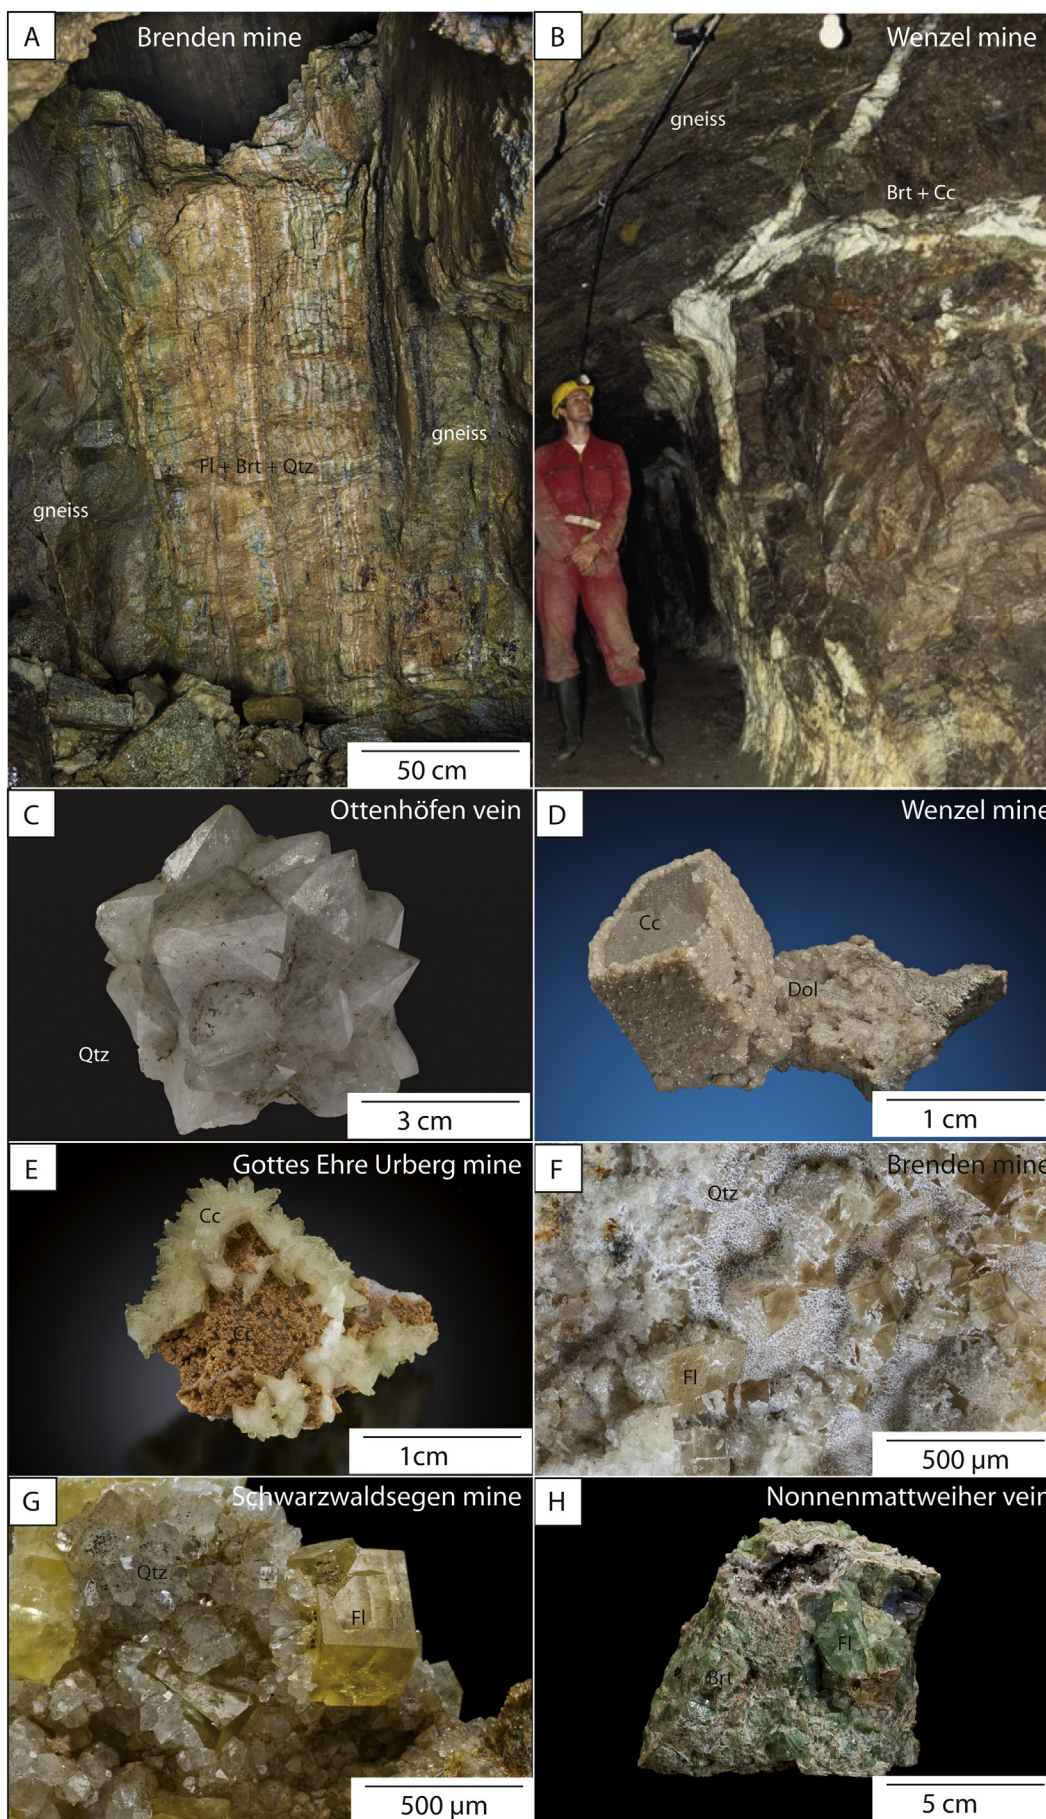 A
Brenden mine
gneiss
Fl + Brt + Qtz
gneiss
50 cm
B
Wenzel mine
gneiss
Brt + Cc
C
Ottenhöfen vein
Qtz
3 cm
D
Wenzel mine
Cc
Dol
1 cm
E
Gottes Ehre Urberg mine
Cc
Cc
1cm
F
Brenden mine
Qtz
Fl
500 µm
G
Schwarzwaldsegen mine
Qtz
Fl
500 µm
H
Nonnenmattweiher vein
Fl
Brt
5 cm